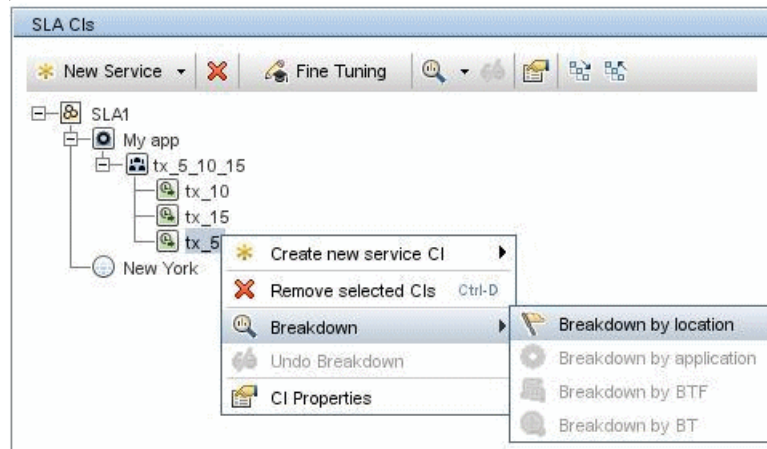 SLA CIs
New Service
Fine Tuning
SLA1
My app
tx_5_10_15
tx_10
tx_15
tx_5
New York
Create new service CI
Remove selected CIs Ctrl-D
Breakdown
Undo Breakdown
CI Properties
Breakdown by location
Breakdown by application
Breakdown by BTF
Breakdown by BT